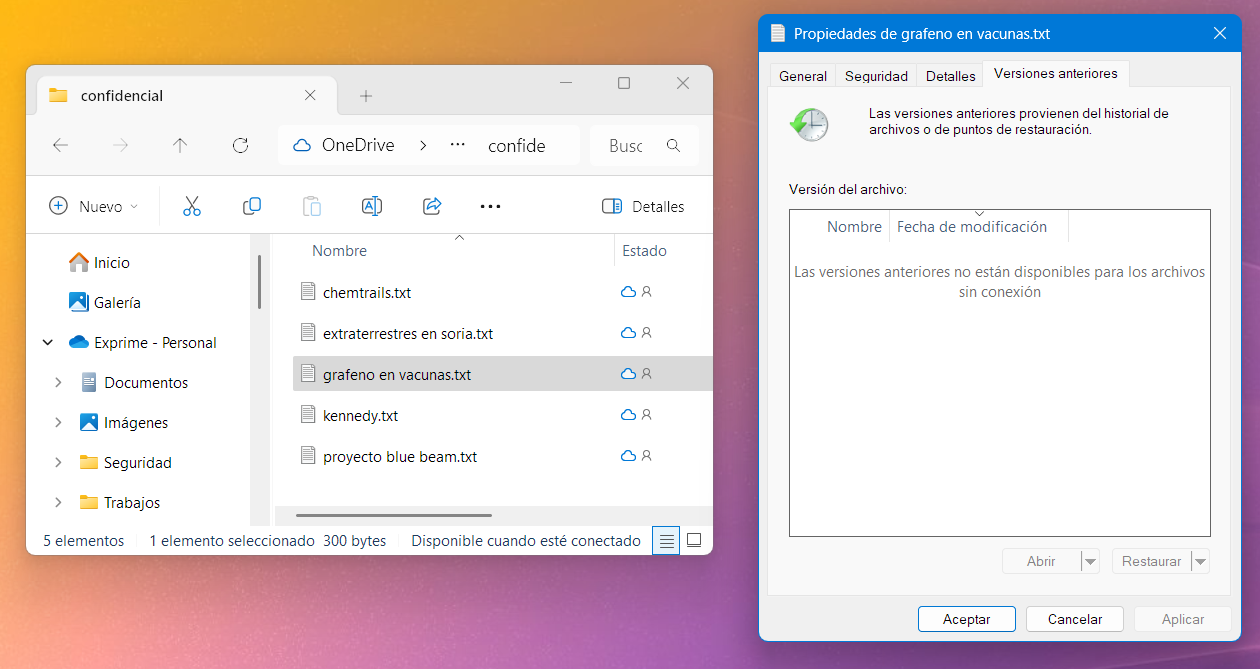 confidencial
OneDrive
confide
Busc
Nuevo
Detalles
Inicio
Galería
Exprime - Personal
Documentos
Imágenes
Seguridad
Trabajos
Nombre Estado
chemtrails.txt
extraterrestres en soria.txt
grafeno en vacunas.txt
kennedy.txt
proyecto blue beam.txt
5 elementos 1 elemento seleccionado 300 bytes Disponible cuando esté conectado
Propiedades de grafeno en vacunas.txt
General Seguridad Detalles Versiones anteriores
Las versiones anteriores provienen del historial de
archivos o de puntos de restauración.
Versión del archivo:
Nombre Fecha de modificación
Las versiones anteriores no están disponibles para los archivos
sin conexión
Abrir Restaurar
Aceptar Cancelar Aplicar